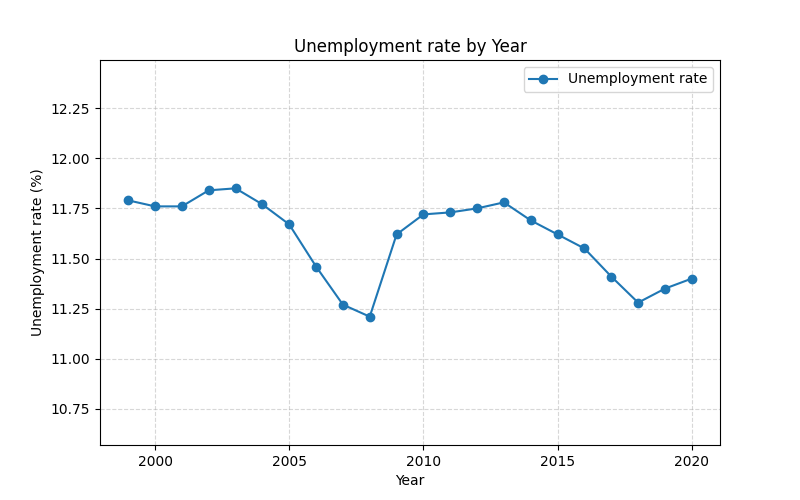 Unemployment rate by Year
Unemployment rate
Unemployment rate (%)
12.25
12.00
11.75
11.50
11.25
11.00
10.75
2000 2005 2010 2015 2020
Year